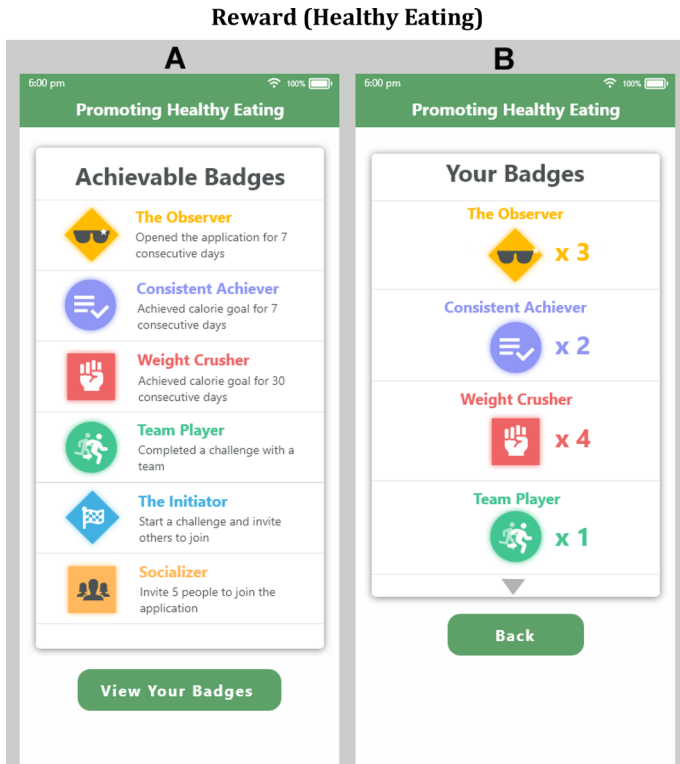 Reward (Healthy Eating)
A
6:00 pm
100%
Promoting Healthy Eating
Achievable Badges
The Observer
Opened the application for 7
consecutive days
Consistent Achiever
Achieved calorie goal for 7
consecutive days
Weight Crusher
Achieved calorie goal for 30
consecutive days
Team Player
Completed a challenge with a
team
The Initiator
Start a challenge and invite
others to join
Socializer
Invite 5 people to join the
application
View Your Badges
B
6:00 pm
100%
Promoting Healthy Eating
Your Badges
The Observer
x 3
Consistent Achiever
x 2
Weight Crusher
x 4
Team Player
x 1
Back